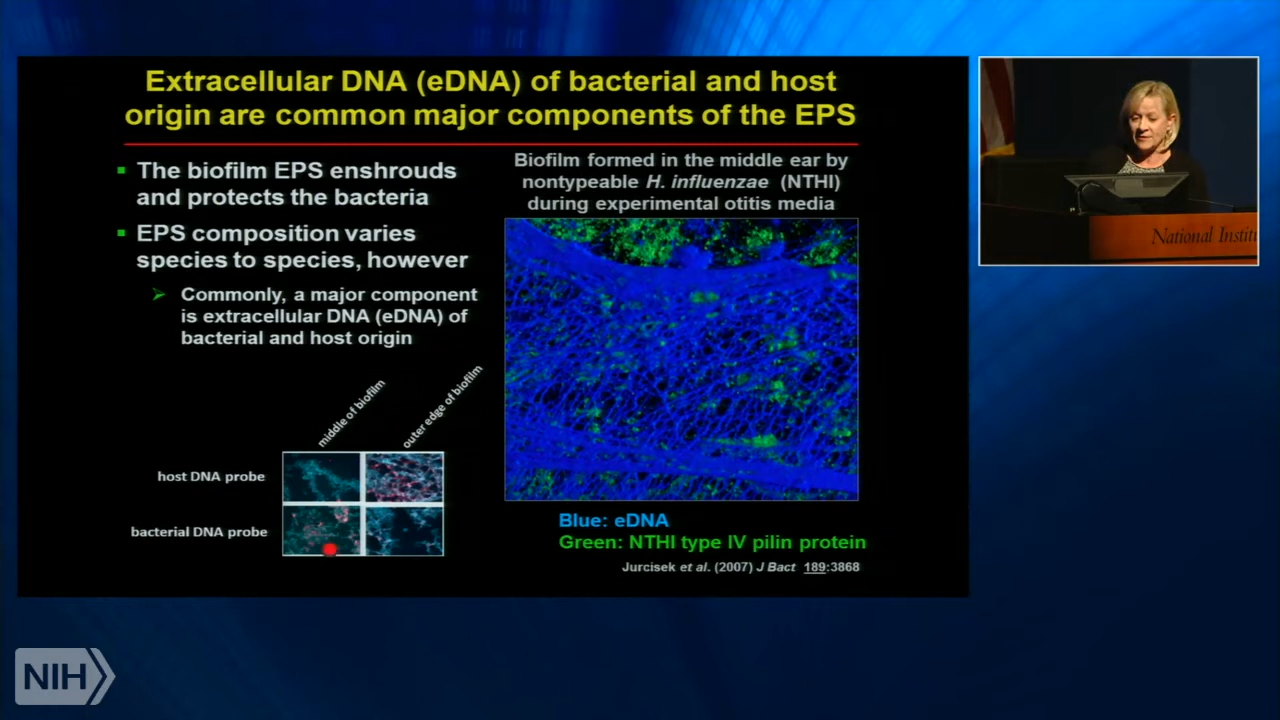 Extracellular DNA (eDNA) of bacterial and host
origin are common major components of the EPS
The biofilm EPS enshrouds
and protects the bacteria
EPS composition varies
species to species, however
Commonly, a major component
is extracellular DNA (eDNA) of
bacterial and host origin
middle of biofilm
outer edge of biofilm
host DNA probe
bacterial DNA probe
Biofilm formed in the middle ear by
nontypeable H. influenzae (NTHI)
during experimental otitis media
Blue: eDNA
Green: NTHI type IV pilin protein
Jurcisek et al. (2007) J Bact 189:3868
National Instit
NIH